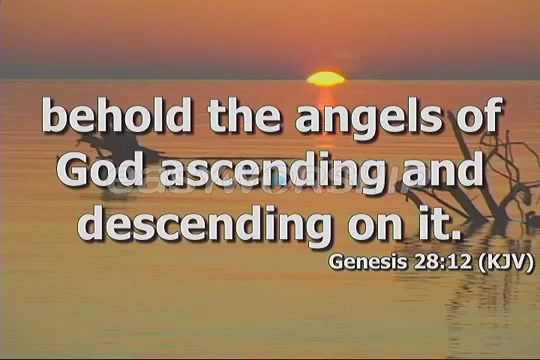 behold the angels of
God ascending and
descending on it.
Genesis 28:12 (KJV)